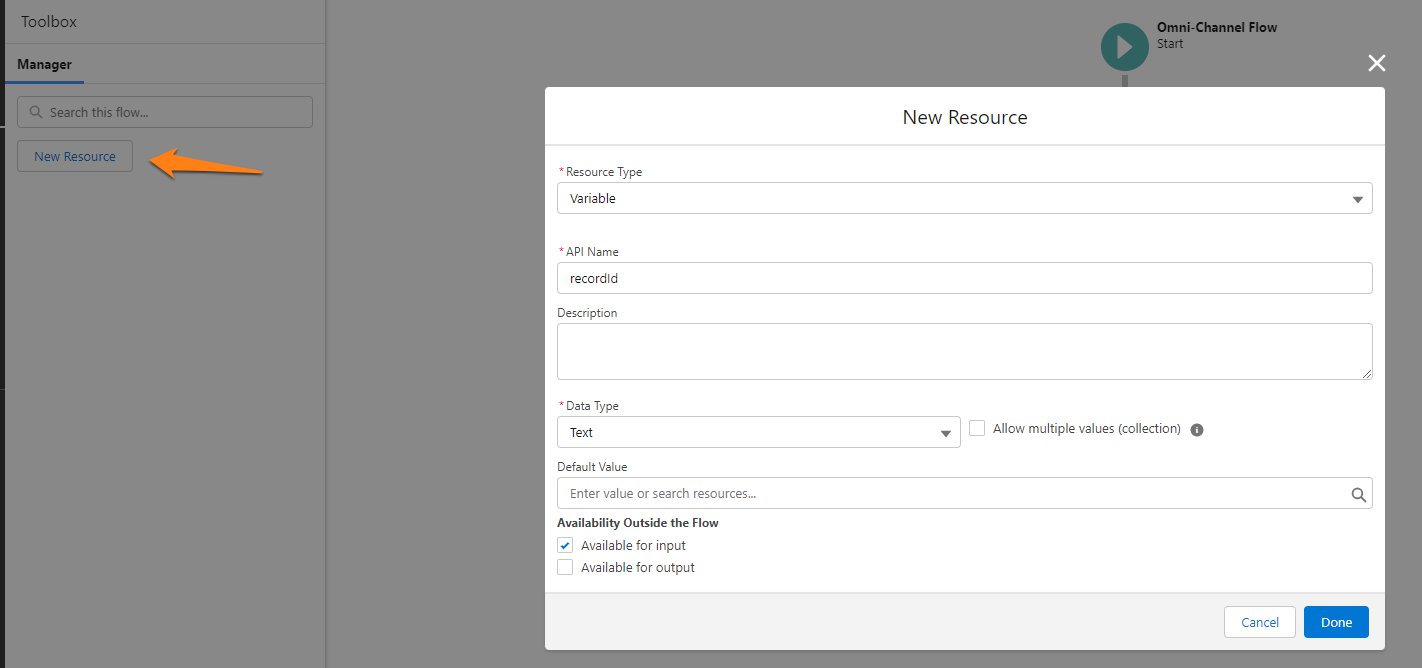 Toolbox
Manager
Search this flow...
New Resource
Omni-Channel Flow
Start
New Resource
* Resource Type
Variable
* API Name
recordId
Description
* Data Type
Text
Allow multiple values (collection)
Default Value
Enter value or search resources...
Availability Outside the Flow
Available for input
Available for output
Cancel
Done